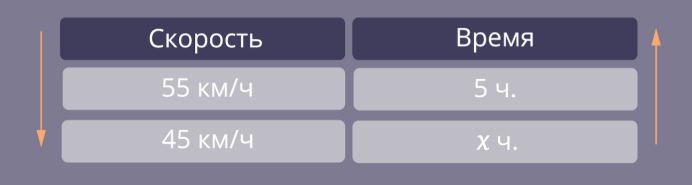 Скорость Время
55 км/ч 5 ч.
45 км/ч x ч.